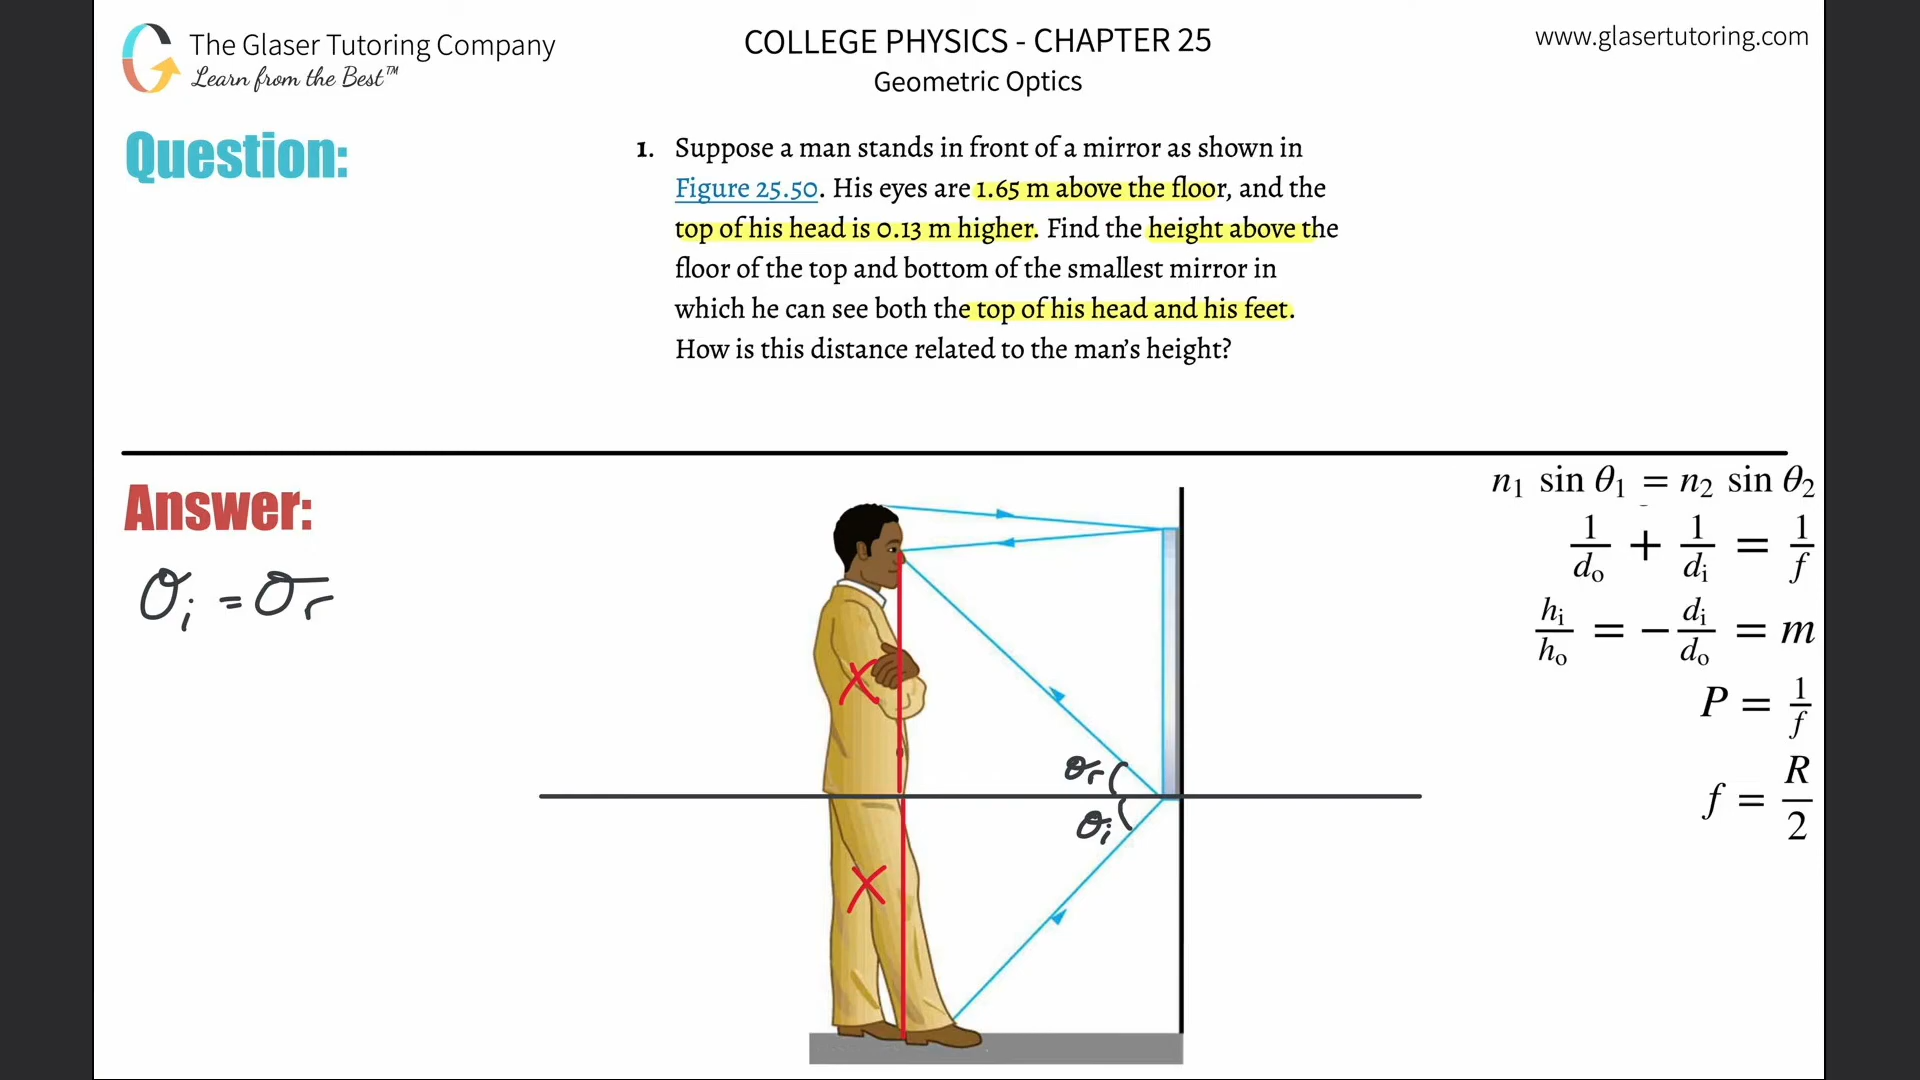 The Glaser Tutoring Company
Learn from the Best™
COLLEGE PHYSICS - CHAPTER 25
Geometric Optics
www.glasertutoring.com
Question:
1. Suppose a man stands in front of a mirror as shown in
Figure 25.50. His eyes are 1.65 m above the floor, and the
top of his head is 0.13 m higher. Find the height above the
floor of the top and bottom of the smallest mirror in
which he can see both the top of his head and his feet.
How is this distance related to the man’s height?
Answer:
θi = θr
X
X
θr
θi
n₁ sin θ₁ = n₂ sin θ₂
1/dₒ + 1/dᵢ = 1/f
hᵢ/hₒ = −dᵢ/dₒ = m
P = 1/f
f = R/2